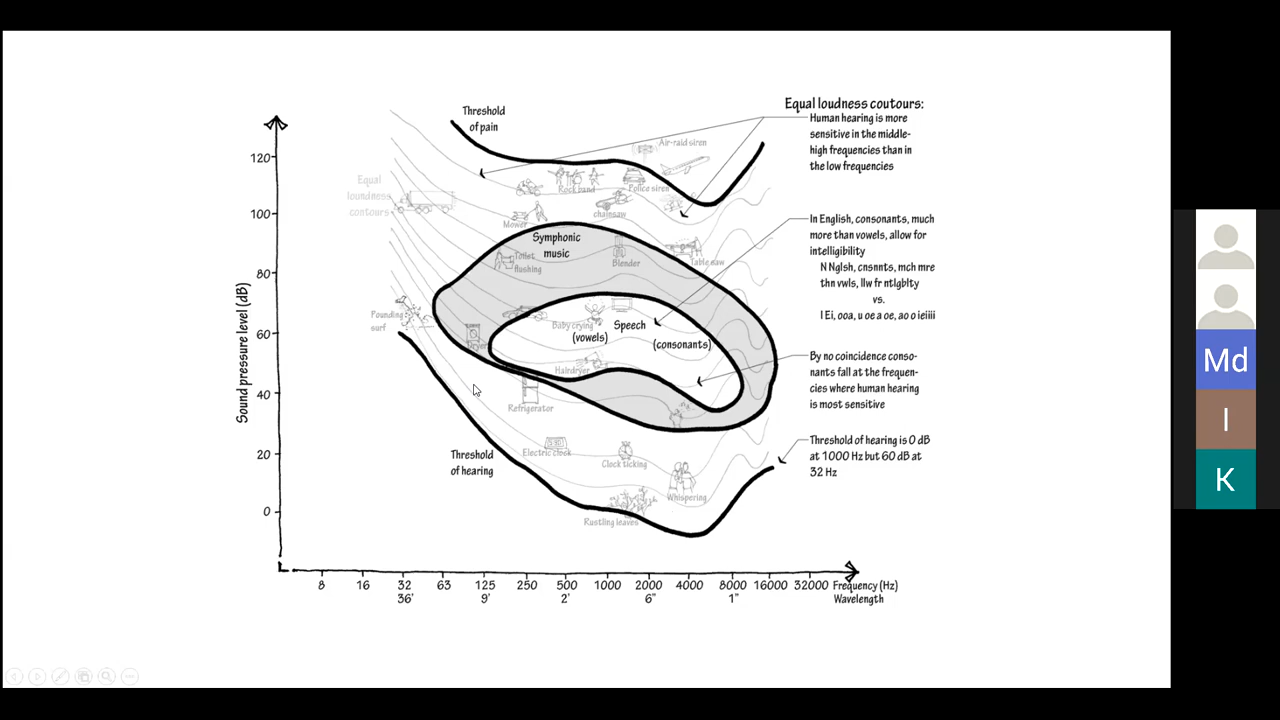 Equal loudness coutours:
Human hearing is more
sensitive in the middle-
high frequencies than in
the low frequencies
In English, consonants, much
more than vowels, allow for
intelligibility
N Nglsh, cnsnnts, mch mre
thn vwls, llw fr ntlgblty
vs.
I Ei, ooa, u oe a oe, ao o ieiiii
By no coincidence conso-
nants fall at the frequen-
cies where human hearing
is most sensitive
Threshold of hearing is 0 dB
at 1000 Hz but 60 dB at
32 Hz
Threshold
of pain
Air-raid siren
Rock band
Police siren
Equal
loundness
contours
chainsaw
Mower
Symphonic
music
Toilet
flushing
Blender
Table saw
Pounding
surf
Baby crying
Speech
(vowels)
(consonants)
Dryer
Hairdryer
Refrigerator
Electric clock
Clock ticking
Threshold
of hearing
Whispering
Rustling leaves
Sound pressure level (dB)
120
100
80
60
40
20
0
8 16 32 63 125 250 500 1000 2000 4000 8000 16000 32000 Frequency (Hz)
36' 9' 2' 6" 1" Wavelength
Md
I
K